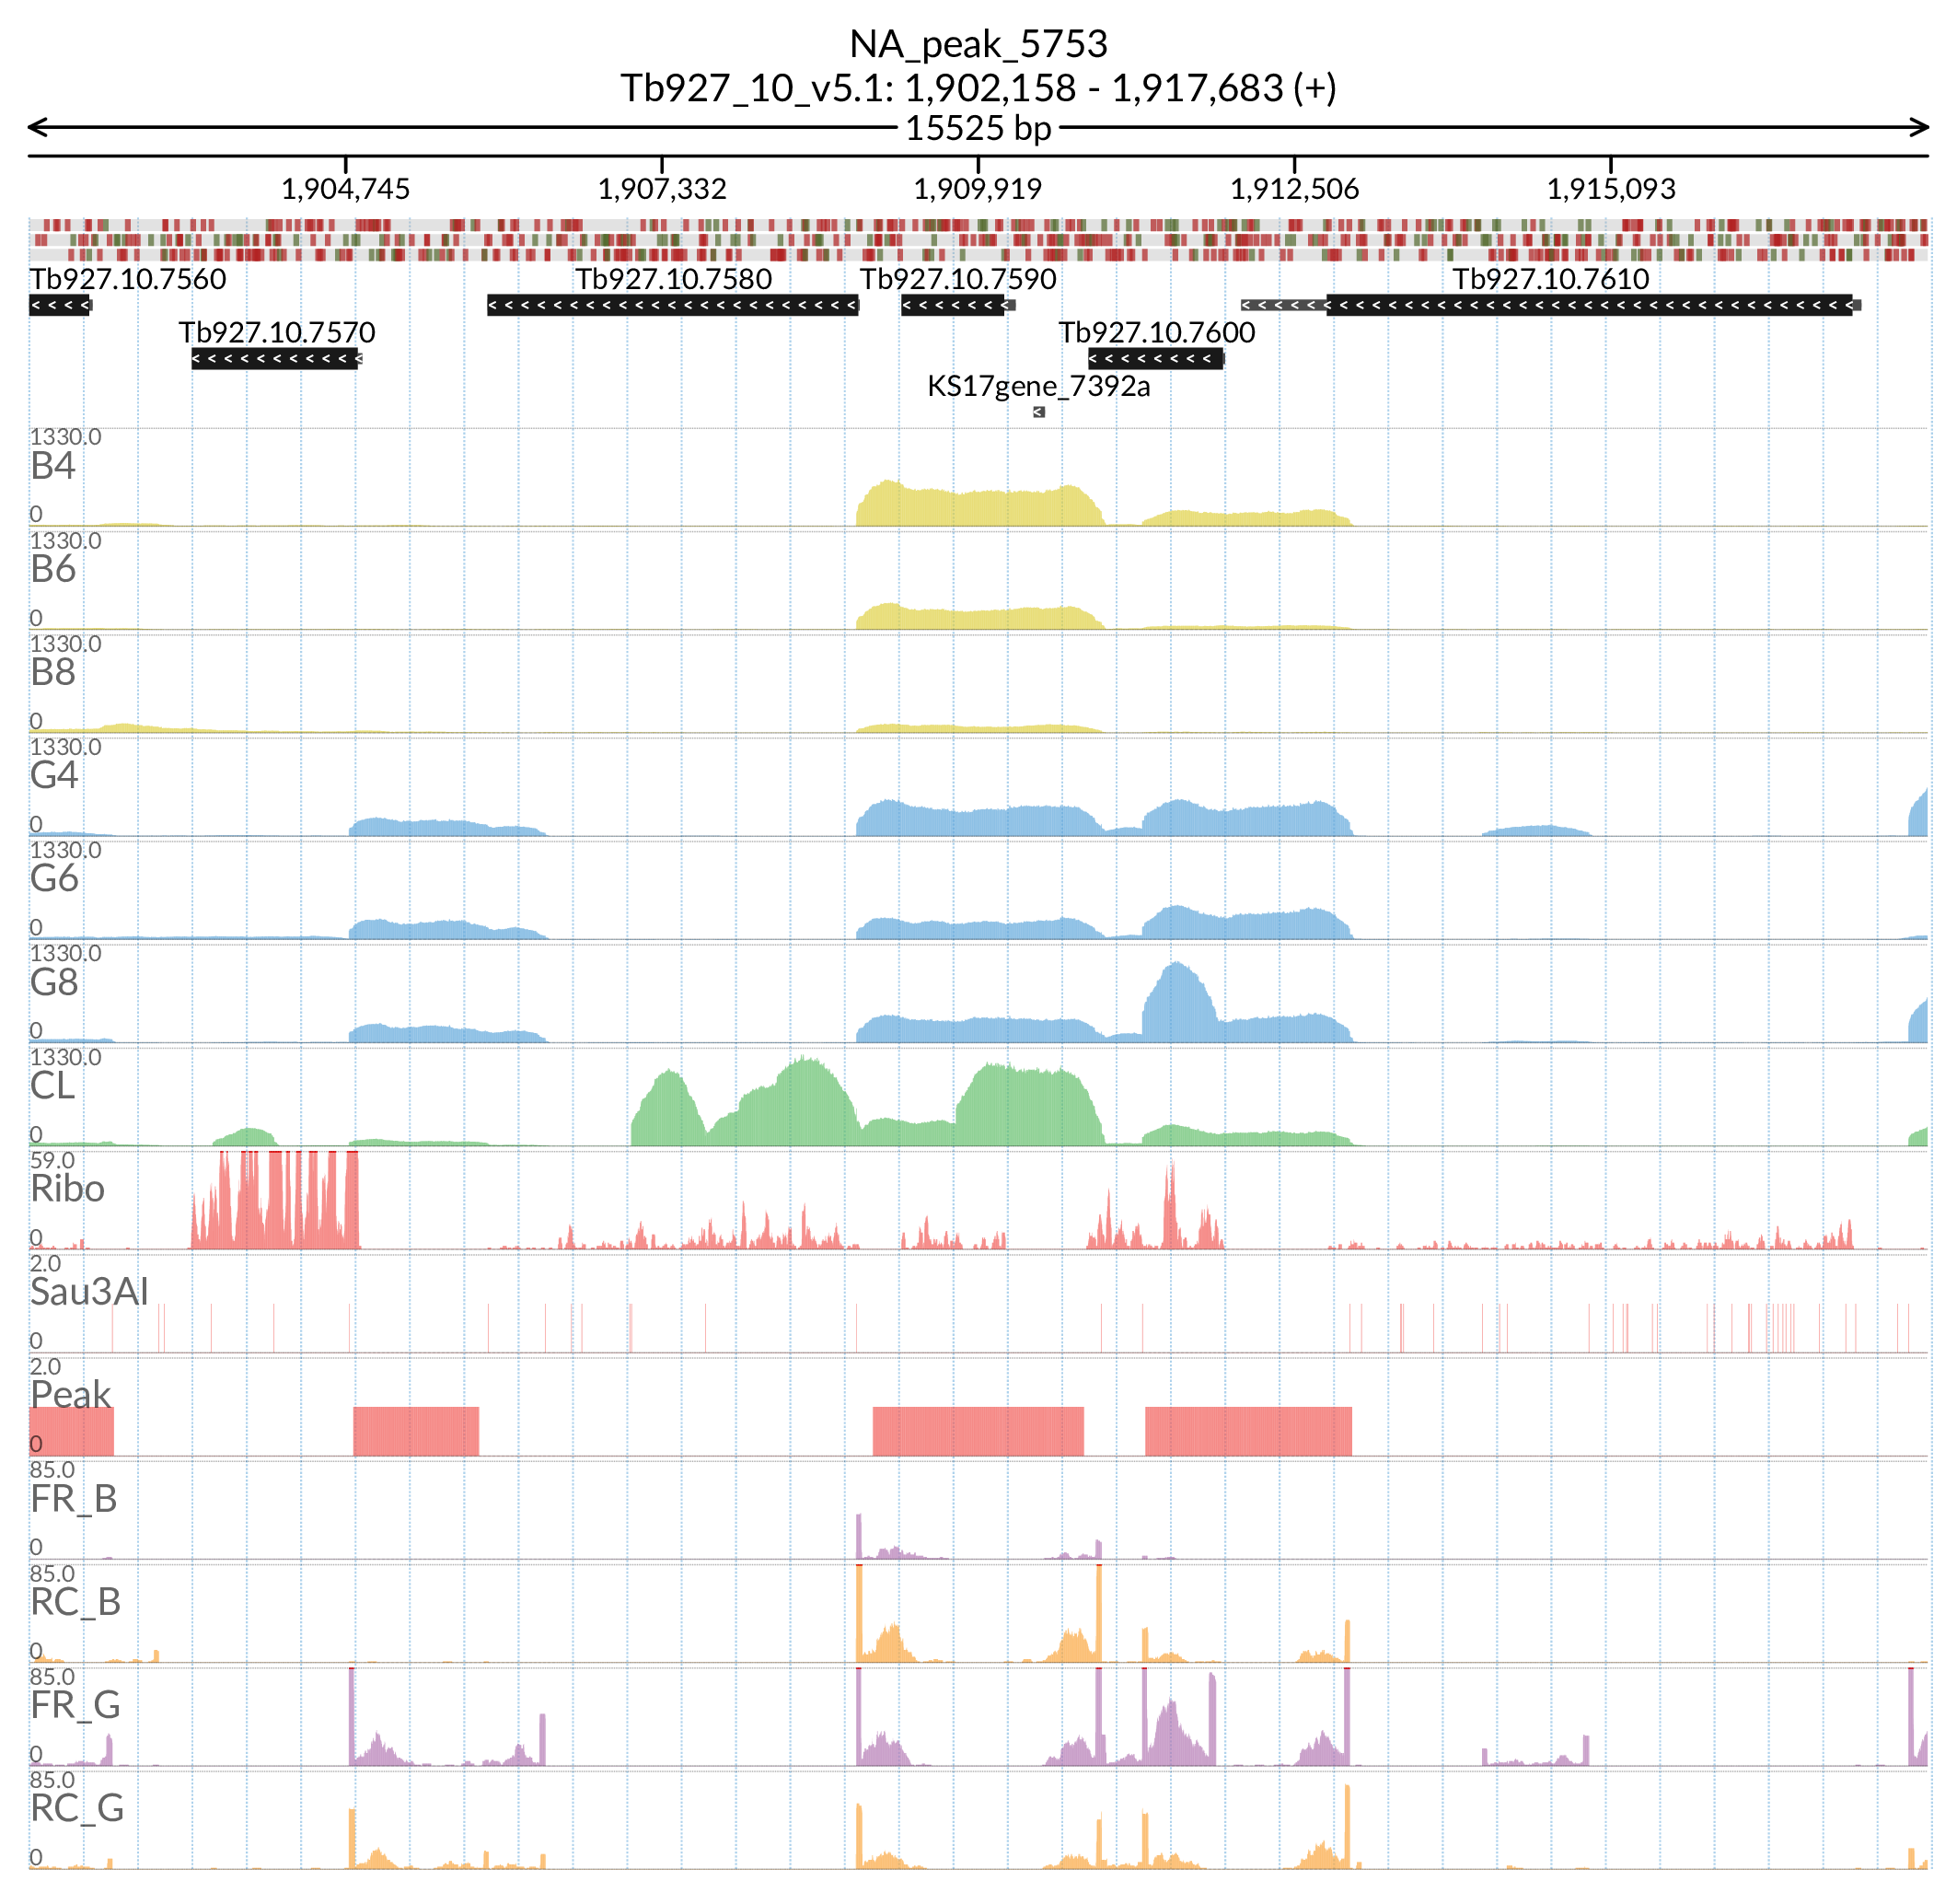 NA_peak_5753
Tb927_10_v5.1: 1,902,158 - 1,917,683 (+)
15525 bp
1,904,745 1,907,332 1,909,919 1,912,506 1,915,093
Tb927.10.7560 Tb927.10.7580 Tb927.10.7590 Tb927.10.7610
Tb927.10.7570 Tb927.10.7600
KS17gene_7392a
1330.0
B4
0
1330.0
B6
0
1330.0
B8
0
1330.0
G4
0
1330.0
G6
0
1330.0
G8
0
1330.0
CL
0
59.0
Ribo
0
2.0
Sau3AI
0
2.0
Peak
0
85.0
FR_B
0
85.0
RC_B
0
85.0
FR_G
0
85.0
RC_G
0